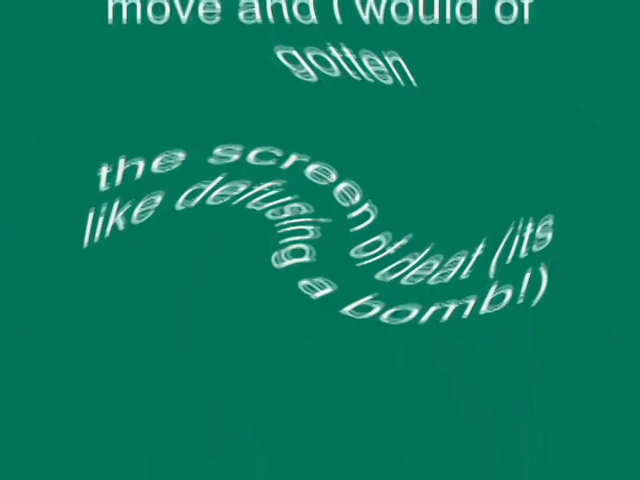 move and i would of
gotten
the screen of deat (its
like defusing a bomb!)